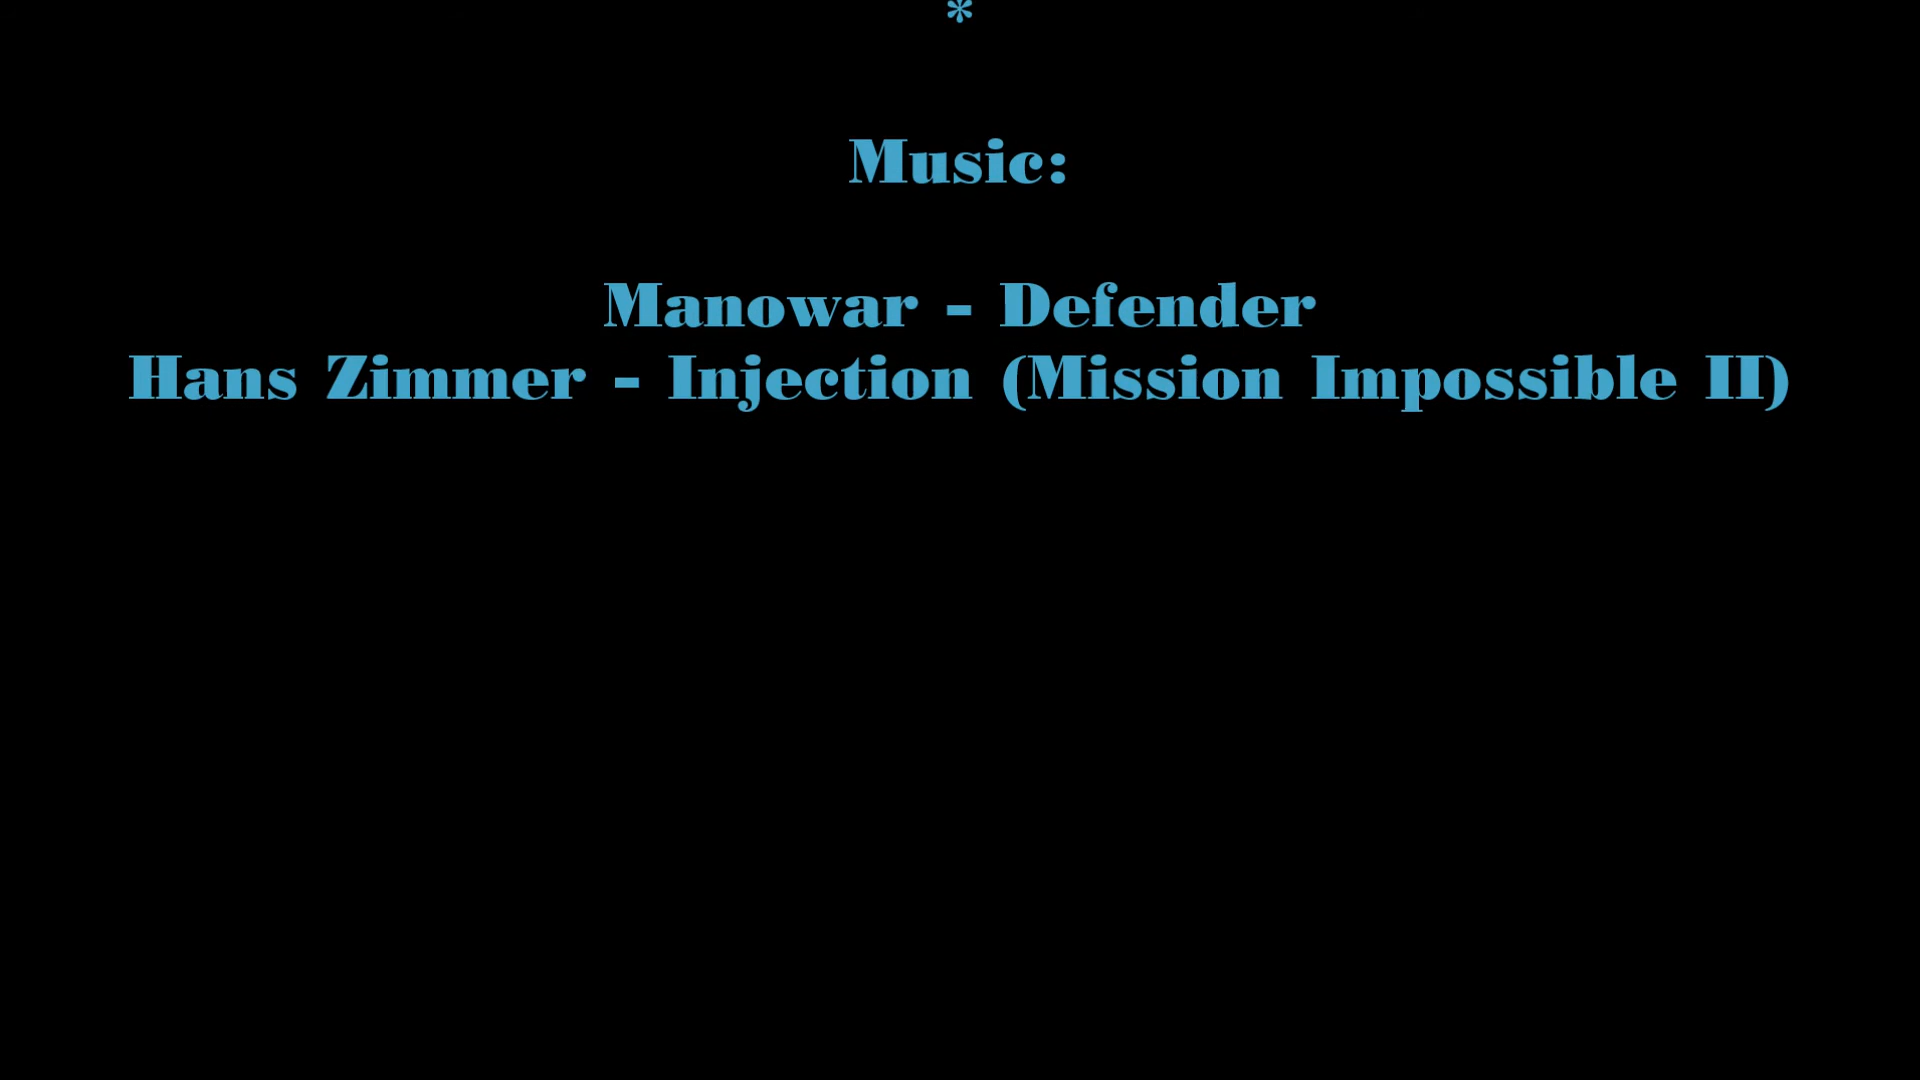 *
Music:
Manowar - Defender
Hans Zimmer - Injection (Mission Impossible II)